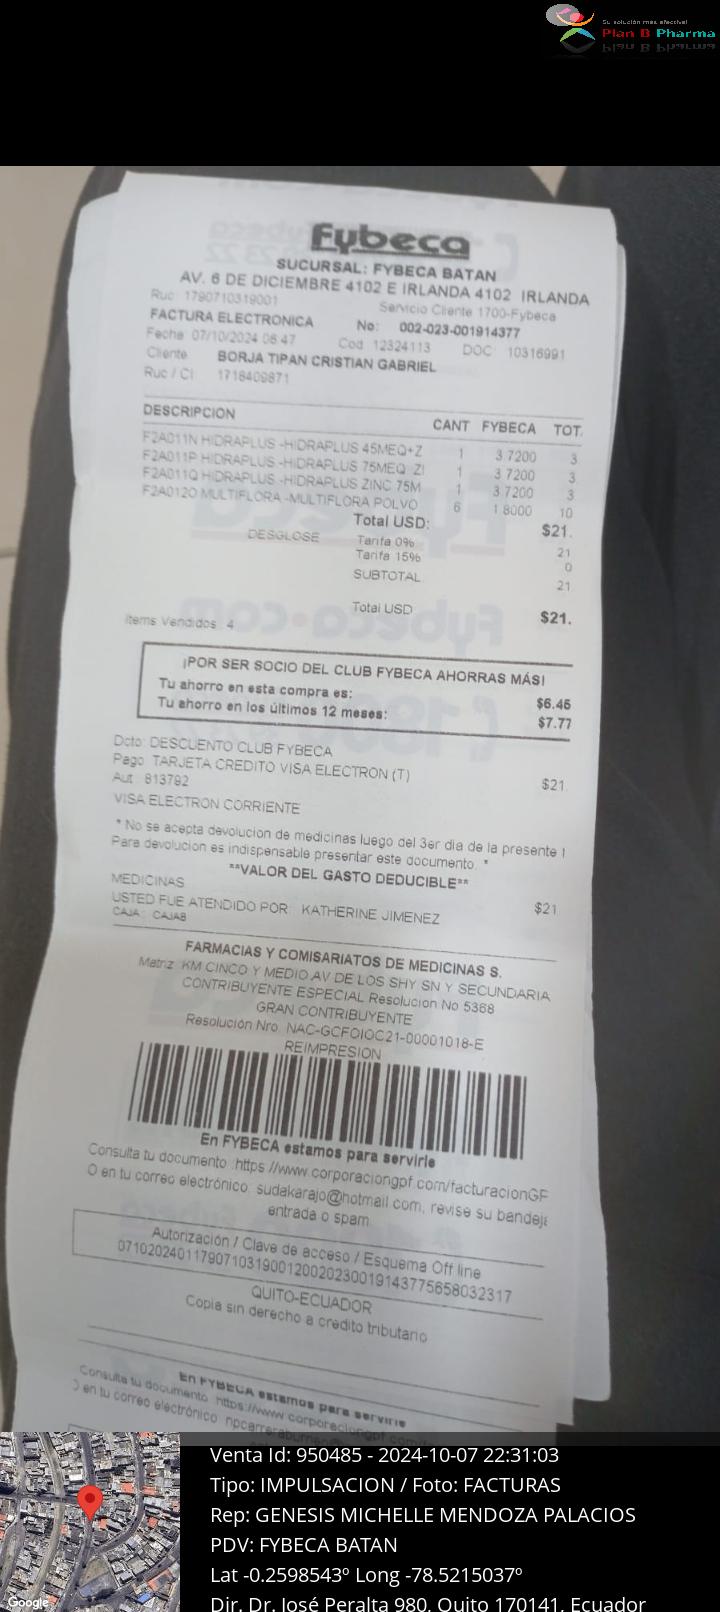 Su solución más efectiva!
Plan B Pharma
Fybeca
SUCURSAL: FYBECA BATAN
AV. 6 DE DICIEMBRE 4102 E IRLANDA 4102 IRLANDA
Ruc: 1790710319001 Servicio Cliente 1700-Fybeca
FACTURA ELECTRONICA No: 002-023-001914377
Fecha: 07/10/2024 06:47 Cod: 12324113 DOC: 10316991
Cliente BORJA TIPAN CRISTIAN GABRIEL
Ruc / CI 1718409871
DESCRIPCION CANT FYBECA TOT.
F2A011N HIDRAPLUS -HIDRAPLUS 45MEQ+Z 1 3.7200 3
F2A011P HIDRAPLUS -HIDRAPLUS 75MEQ ZI 1 3.7200 3
F2A011Q HIDRAPLUS -HIDRAPLUS ZINC 75M 1 3.7200 3
F2A012O MULTIFLORA -MULTIFLORA POLVO 6 1.8000 10
Total USD: $21.
DESGLOSE Tarifa 0% 21
Tarifa 15% 0
SUBTOTAL 21
Total USD $21.
Items Vendidos: 4
¡POR SER SOCIO DEL CLUB FYBECA AHORRAS MÁS!
Tu ahorro en esta compra es: $6.45
Tu ahorro en los últimos 12 meses: $7.77
Dcto: DESCUENTO CLUB FYBECA
Pago: TARJETA CREDITO VISA ELECTRON (T) $21.
Aut : 813792
VISA ELECTRON CORRIENTE
* No se acepta devolucion de medicinas luego del 3er dia de la presente f
Para devolucion es indispensable presentar este documento. *
**VALOR DEL GASTO DEDUCIBLE**
MEDICINAS $21
USTED FUE ATENDIDO POR: KATHERINE JIMENEZ
CAJA: CAJA8
FARMACIAS Y COMISARIATOS DE MEDICINAS S.
Matriz: KM CINCO Y MEDIO AV DE LOS SHY SN Y SECUNDARIA
CONTRIBUYENTE ESPECIAL Resolucion No 5368
GRAN CONTRIBUYENTE
Resolución Nro. NAC-GCFOIOC21-00001018-E
REIMPRESION
En FYBECA estamos para servirle
Consulta tu documento :https://www.corporaciongpf.com/facturacionGF
O en tu correo electrónico: sudakarajo@hotmail.com, revise su bandeja
entrada o spam
Autorización / Clave de acceso / Esquema Off line
0710202401179071031900120020230019143775658032317
QUITO-ECUADOR
Copia sin derecho a credito tributario
En FYBECA estamos para servirle
Consulta tu documento :https://www.corporaciongpf.com/
O en tu correo electrónico:
Google
Venta Id: 950485 - 2024-10-07 22:31:03
Tipo: IMPULSACION / Foto: FACTURAS
Rep: GENESIS MICHELLE MENDOZA PALACIOS
PDV: FYBECA BATAN
Lat -0.2598543º Long -78.5215037º
Dir. Dr. José Peralta 980, Quito 170141, Ecuador